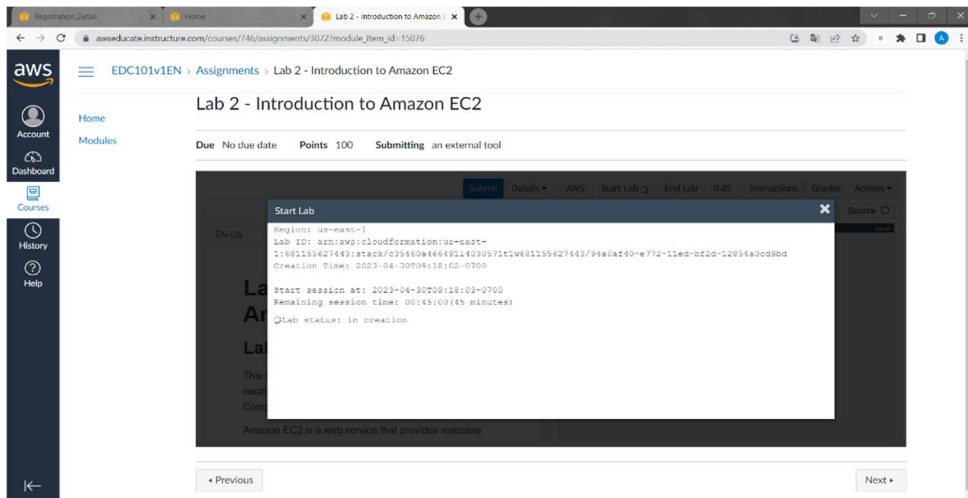 Registration_Detail
Home
Lab 2 - Introduction to Amazon E
awseducate.instructure.com/courses/746/assignments/3072?module_item_id=15076
A
aws
EDC101v1EN > Assignments > Lab 2 - Introduction to Amazon EC2
Account
Dashboard
Courses
History
Help
Home
Modules
Lab 2 - Introduction to Amazon EC2
Due No due date Points 100 Submitting an external tool
Submit Details AWS Start Lab End Lab 0:45 Instructions Grades Actions
Start Lab
Source
EN-US
Region: us-east-1
Lab ID: arn:aws:cloudformation:us-east-
1:681155627443:stack/c35460a466491l4030571t1w681155627443/94a0af40-e772-11ed-bf2d-12854a0cd9bd
Creation Time: 2023-04-30T09:18:02-0700
Start session at: 2023-04-30T09:18:03-0700
Remaining session time: 00:45:00(45 minutes)
Lab status: in creation
La
Lal
This
resizi
Comp
Amazon EC2 is a web service that provides resizable
Previous
Next